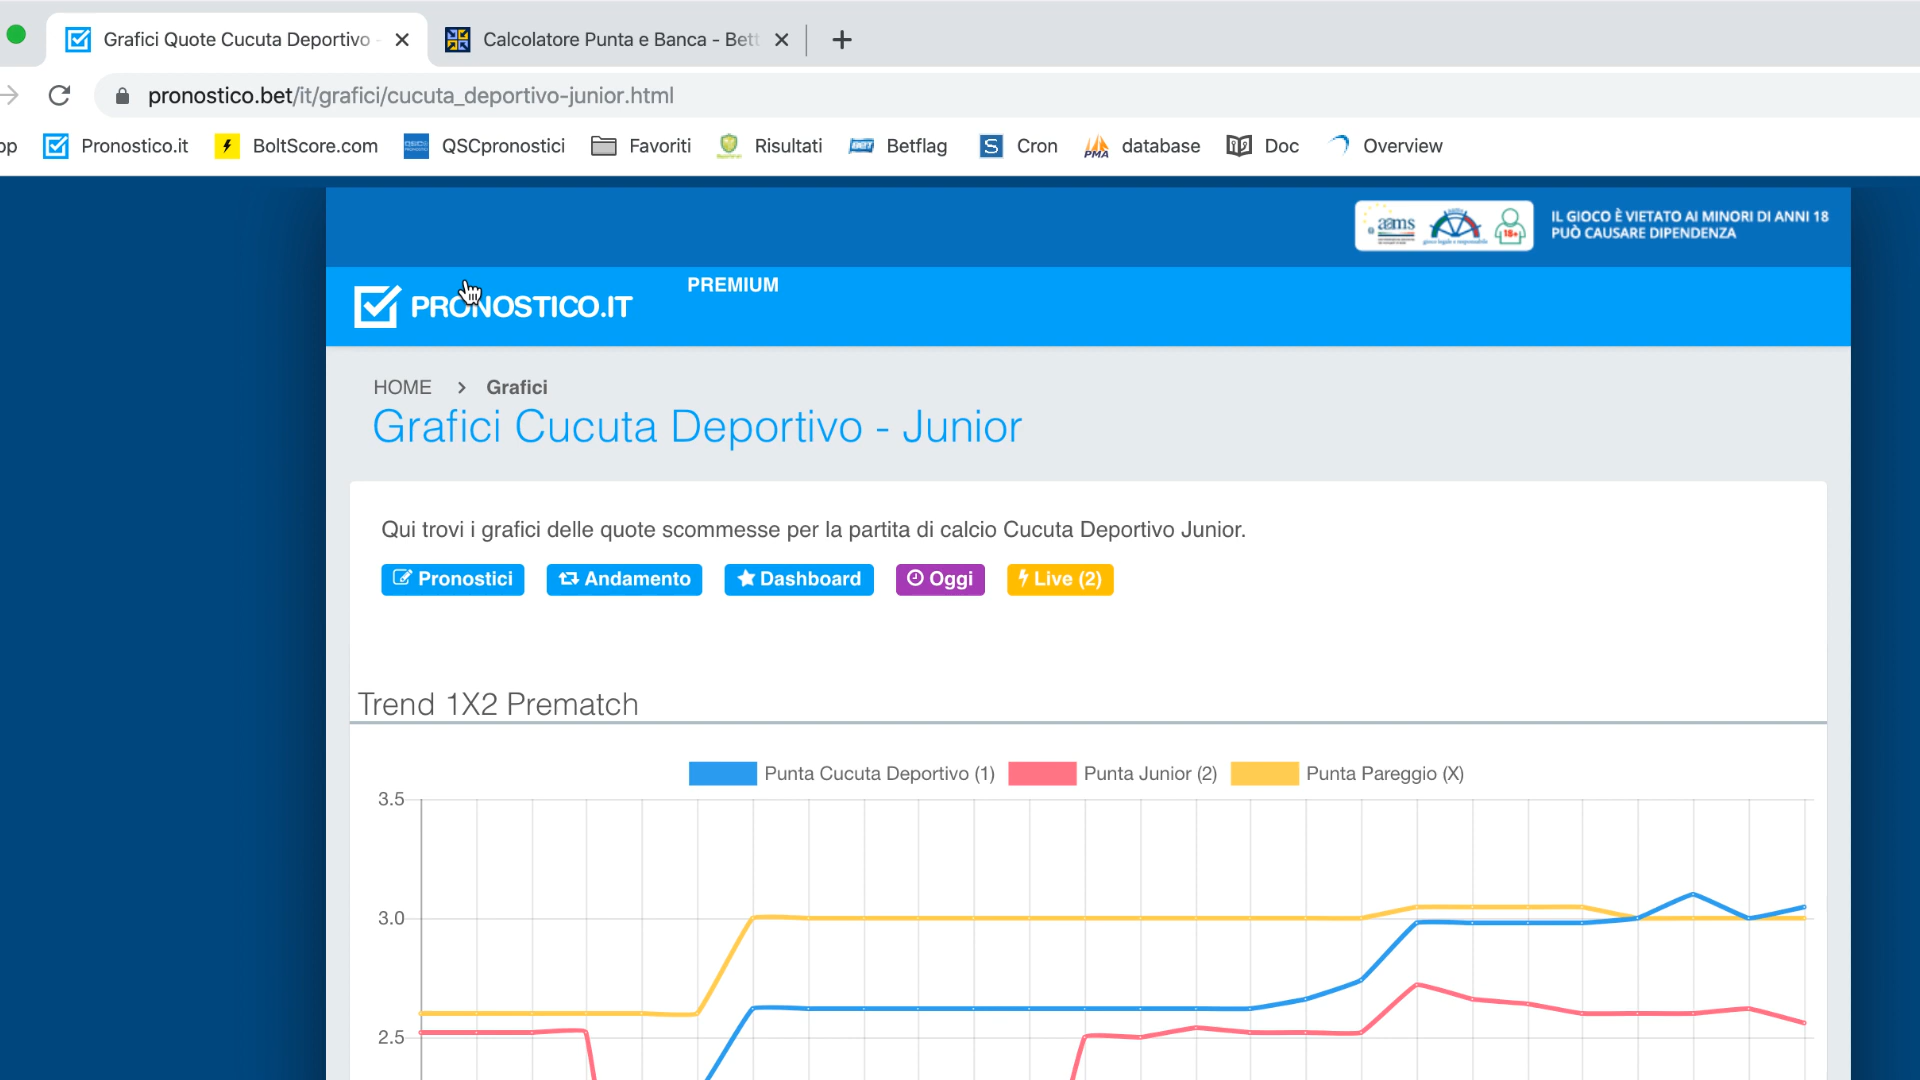 Grafici Quote Cucuta Deportivo -
Calcolatore Punta e Banca - Bett
pronostico.bet/it/grafici/cucuta_deportivo-junior.html
pp
Pronostico.it
BoltScore.com
QSCpronostici
Favoriti
Risultati
Betflag
Cron
database
Doc
Overview
aams
18+
IL GIOCO È VIETATO AI MINORI DI ANNI 18
PUÒ CAUSARE DIPENDENZA
PRONOSTICO.IT
PREMIUM
HOME > Grafici
Grafici Cucuta Deportivo - Junior
Qui trovi i grafici delle quote scommesse per la partita di calcio Cucuta Deportivo Junior.
Pronostici
Andamento
Dashboard
Oggi
Live (2)
Trend 1X2 Prematch
Punta Cucuta Deportivo (1)
Punta Junior (2)
Punta Pareggio (X)
3.5
3.0
2.5